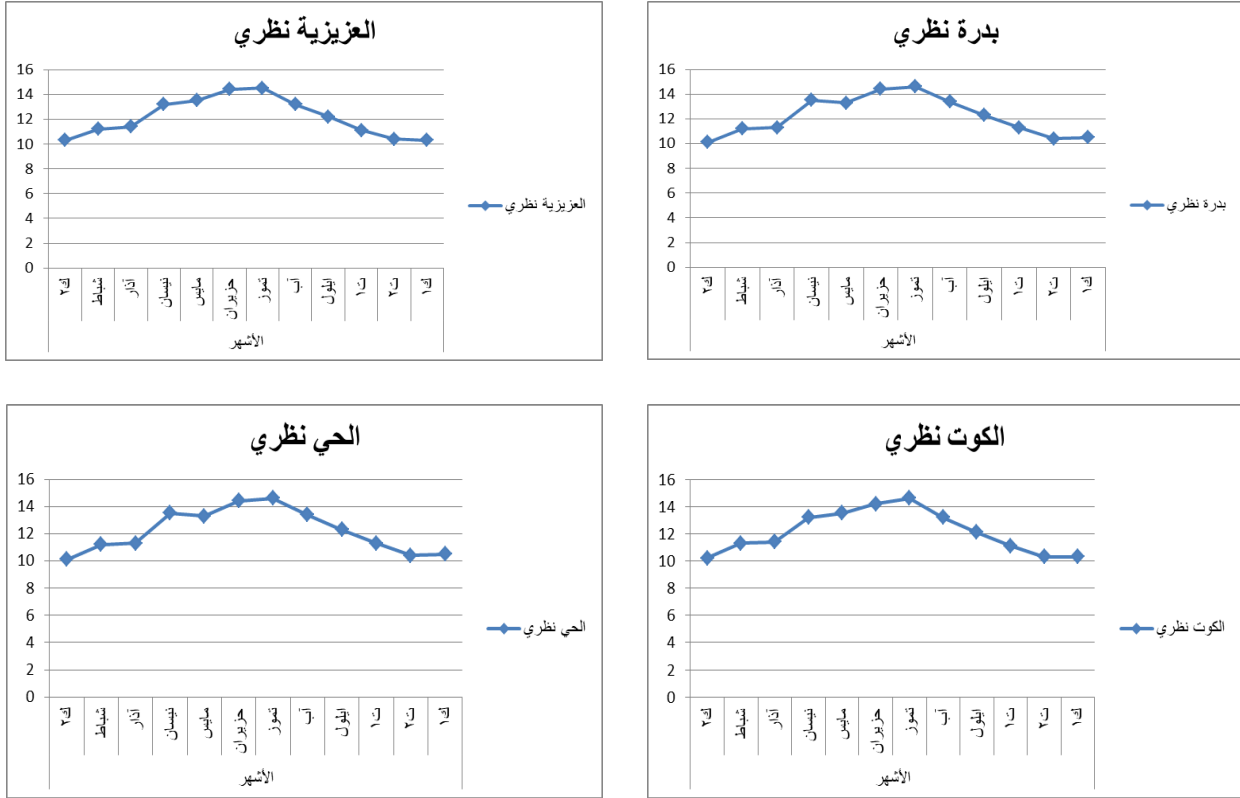 بدرة نظري
16
14
12
10
8
6
4
2
0
ك٢
شباط
آذار
نيسان
مايس
حزيران
تموز
آب
ايلول
ت١
ت٢
ك١
الأشهر
بدرة نظري
العزيزية نظري
16
14
12
10
8
6
4
2
0
ك٢
شباط
آذار
نيسان
مايس
حزيران
تموز
آب
ايلول
ت١
ت٢
ك١
الأشهر
العزيزية نظري
الكوت نظري
16
14
12
10
8
6
4
2
0
ك٢
شباط
آذار
نيسان
مايس
حزيران
تموز
آب
ايلول
ت١
ت٢
ك١
الأشهر
الكوت نظري
الحي نظري
16
14
12
10
8
6
4
2
0
ك٢
شباط
آذار
نيسان
مايس
حزيران
تموز
آب
ايلول
ت١
ت٢
ك١
الأشهر
الحي نظري